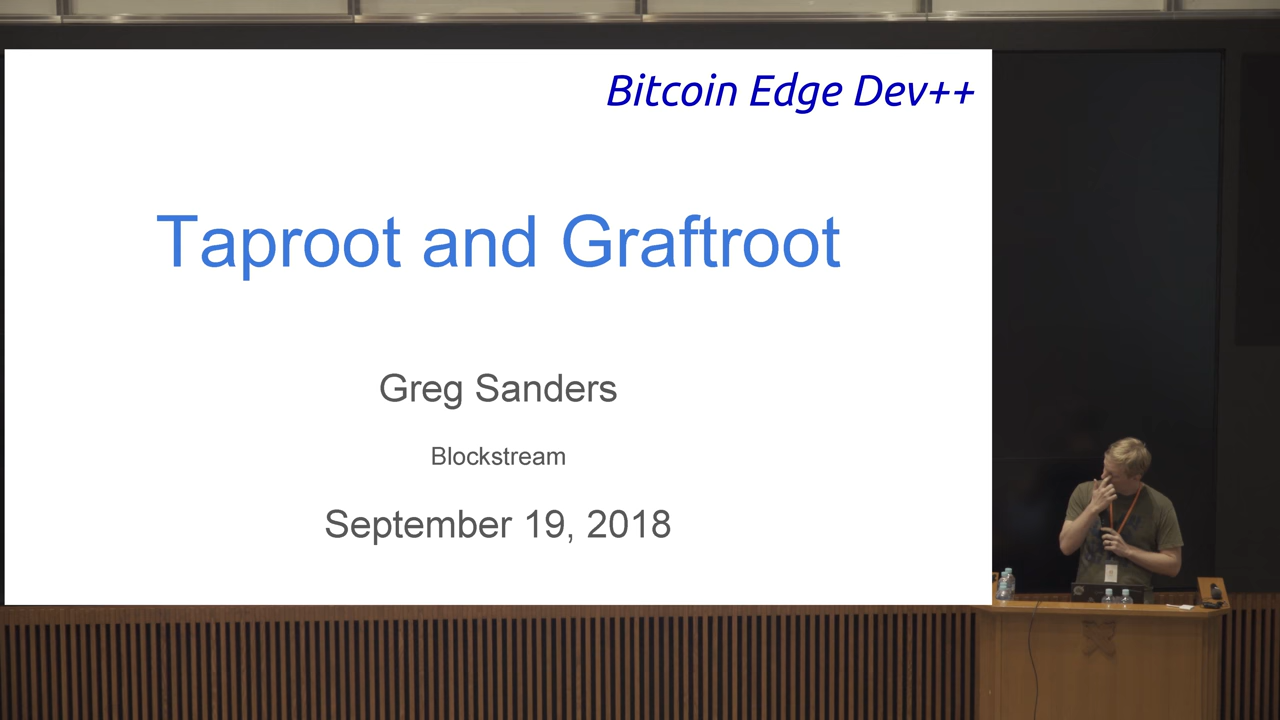 Bitcoin Edge Dev++
Taproot and Graftroot
Greg Sanders
Blockstream
September 19, 2018